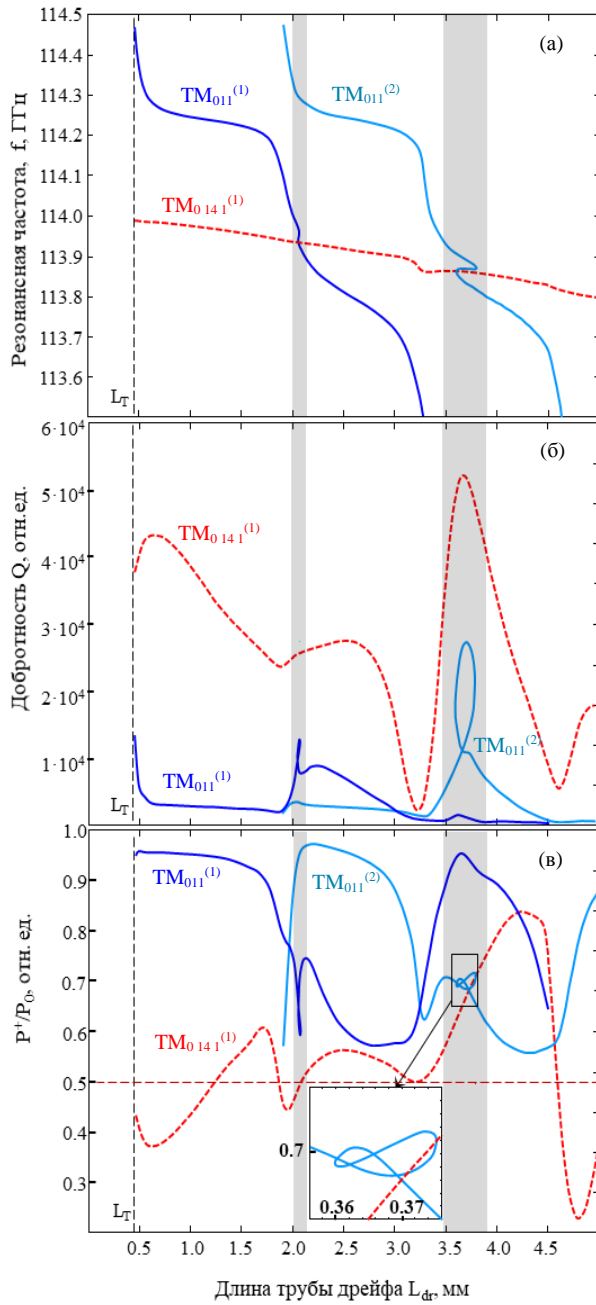 114.5
(а)
114.4
TM₀₁₁⁽¹⁾
TM₀₁₁⁽²⁾
114.3
114.2
114.1
TM₀ ₁₄ ₁⁽¹⁾
114.0
113.9
113.8
113.7
113.6
L_T
Резонансная частота, f, ГГц
6·10⁴
(б)
5·10⁴
TM₀ ₁₄ ₁⁽¹⁾
4·10⁴
3·10⁴
2·10⁴
TM₀₁₁⁽²⁾
1·10⁴
TM₀₁₁⁽¹⁾
L_T
Добротность Q, отн.ед.
1.0
(в)
0.9
TM₀₁₁⁽¹⁾
TM₀₁₁⁽²⁾
0.8
0.7
0.6
TM₀ ₁₄ ₁⁽¹⁾
0.5
0.4
0.7
0.3
0.36
0.37
L_T
P⁺/P₀, отн. ед.
0.5 1.0 1.5 2.0 2.5 3.0 3.5 4.0 4.5
Длина трубы дрейфа L_dr, мм